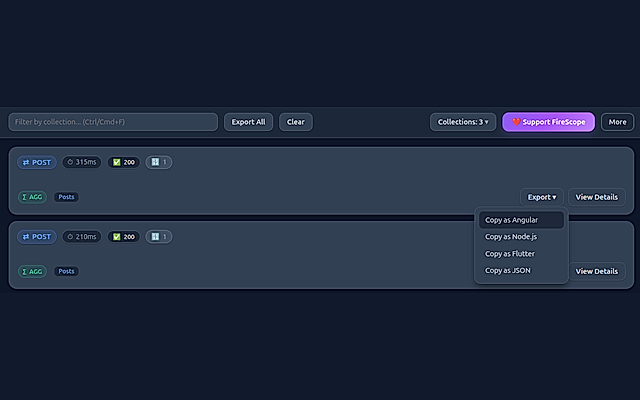 Filter by collection... (Ctrl/Cmd+F) Export All Clear Collections: 3 ▾ ❤️ Support FireScope More
⇄ POST ⏱ 315ms ✅ 200 🔢 1
∑ AGG Posts Export ▾ View Details
Copy as Angular
Copy as Node.js
Copy as Flutter
Copy as JSON
⇄ POST ⏱ 210ms ✅ 200 🔢 1
∑ AGG Posts View Details